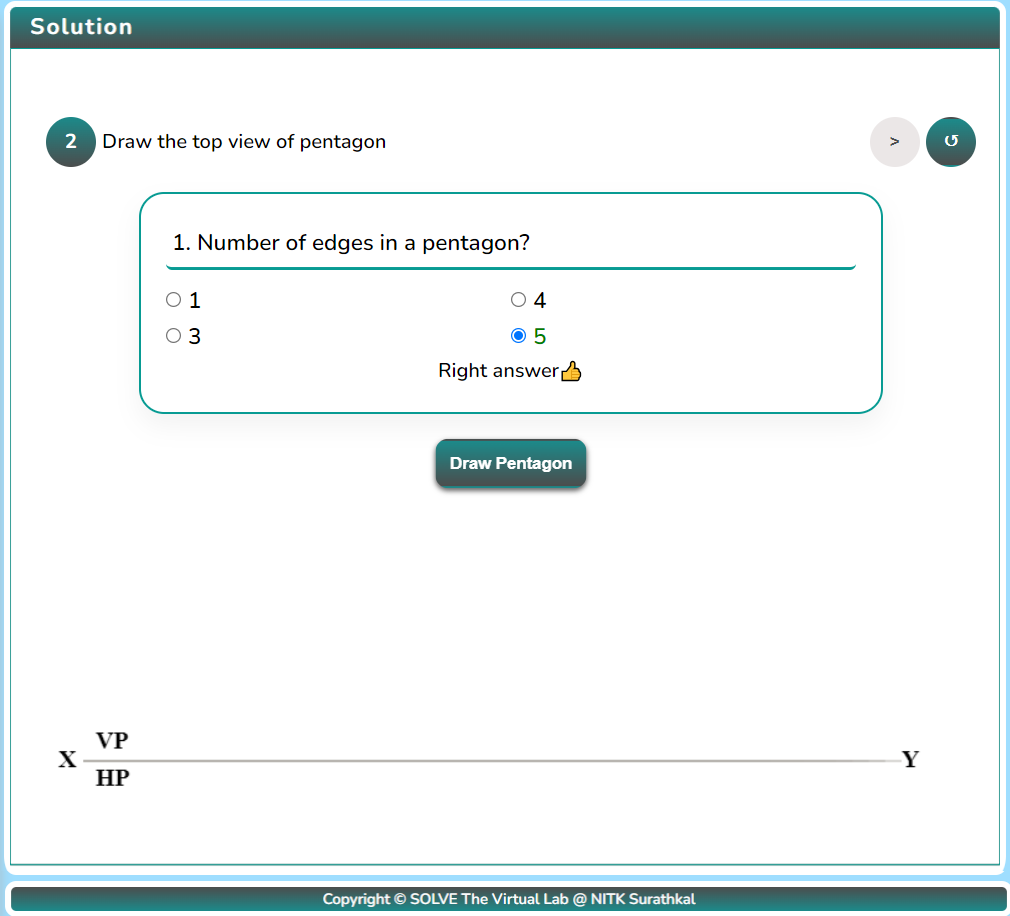 Solution
2 Draw the top view of pentagon > ↺
1. Number of edges in a pentagon?
1 4
3 5
Right answer👍
Draw Pentagon
VP
X Y
HP
Copyright © SOLVE The Virtual Lab @ NITK Surathkal